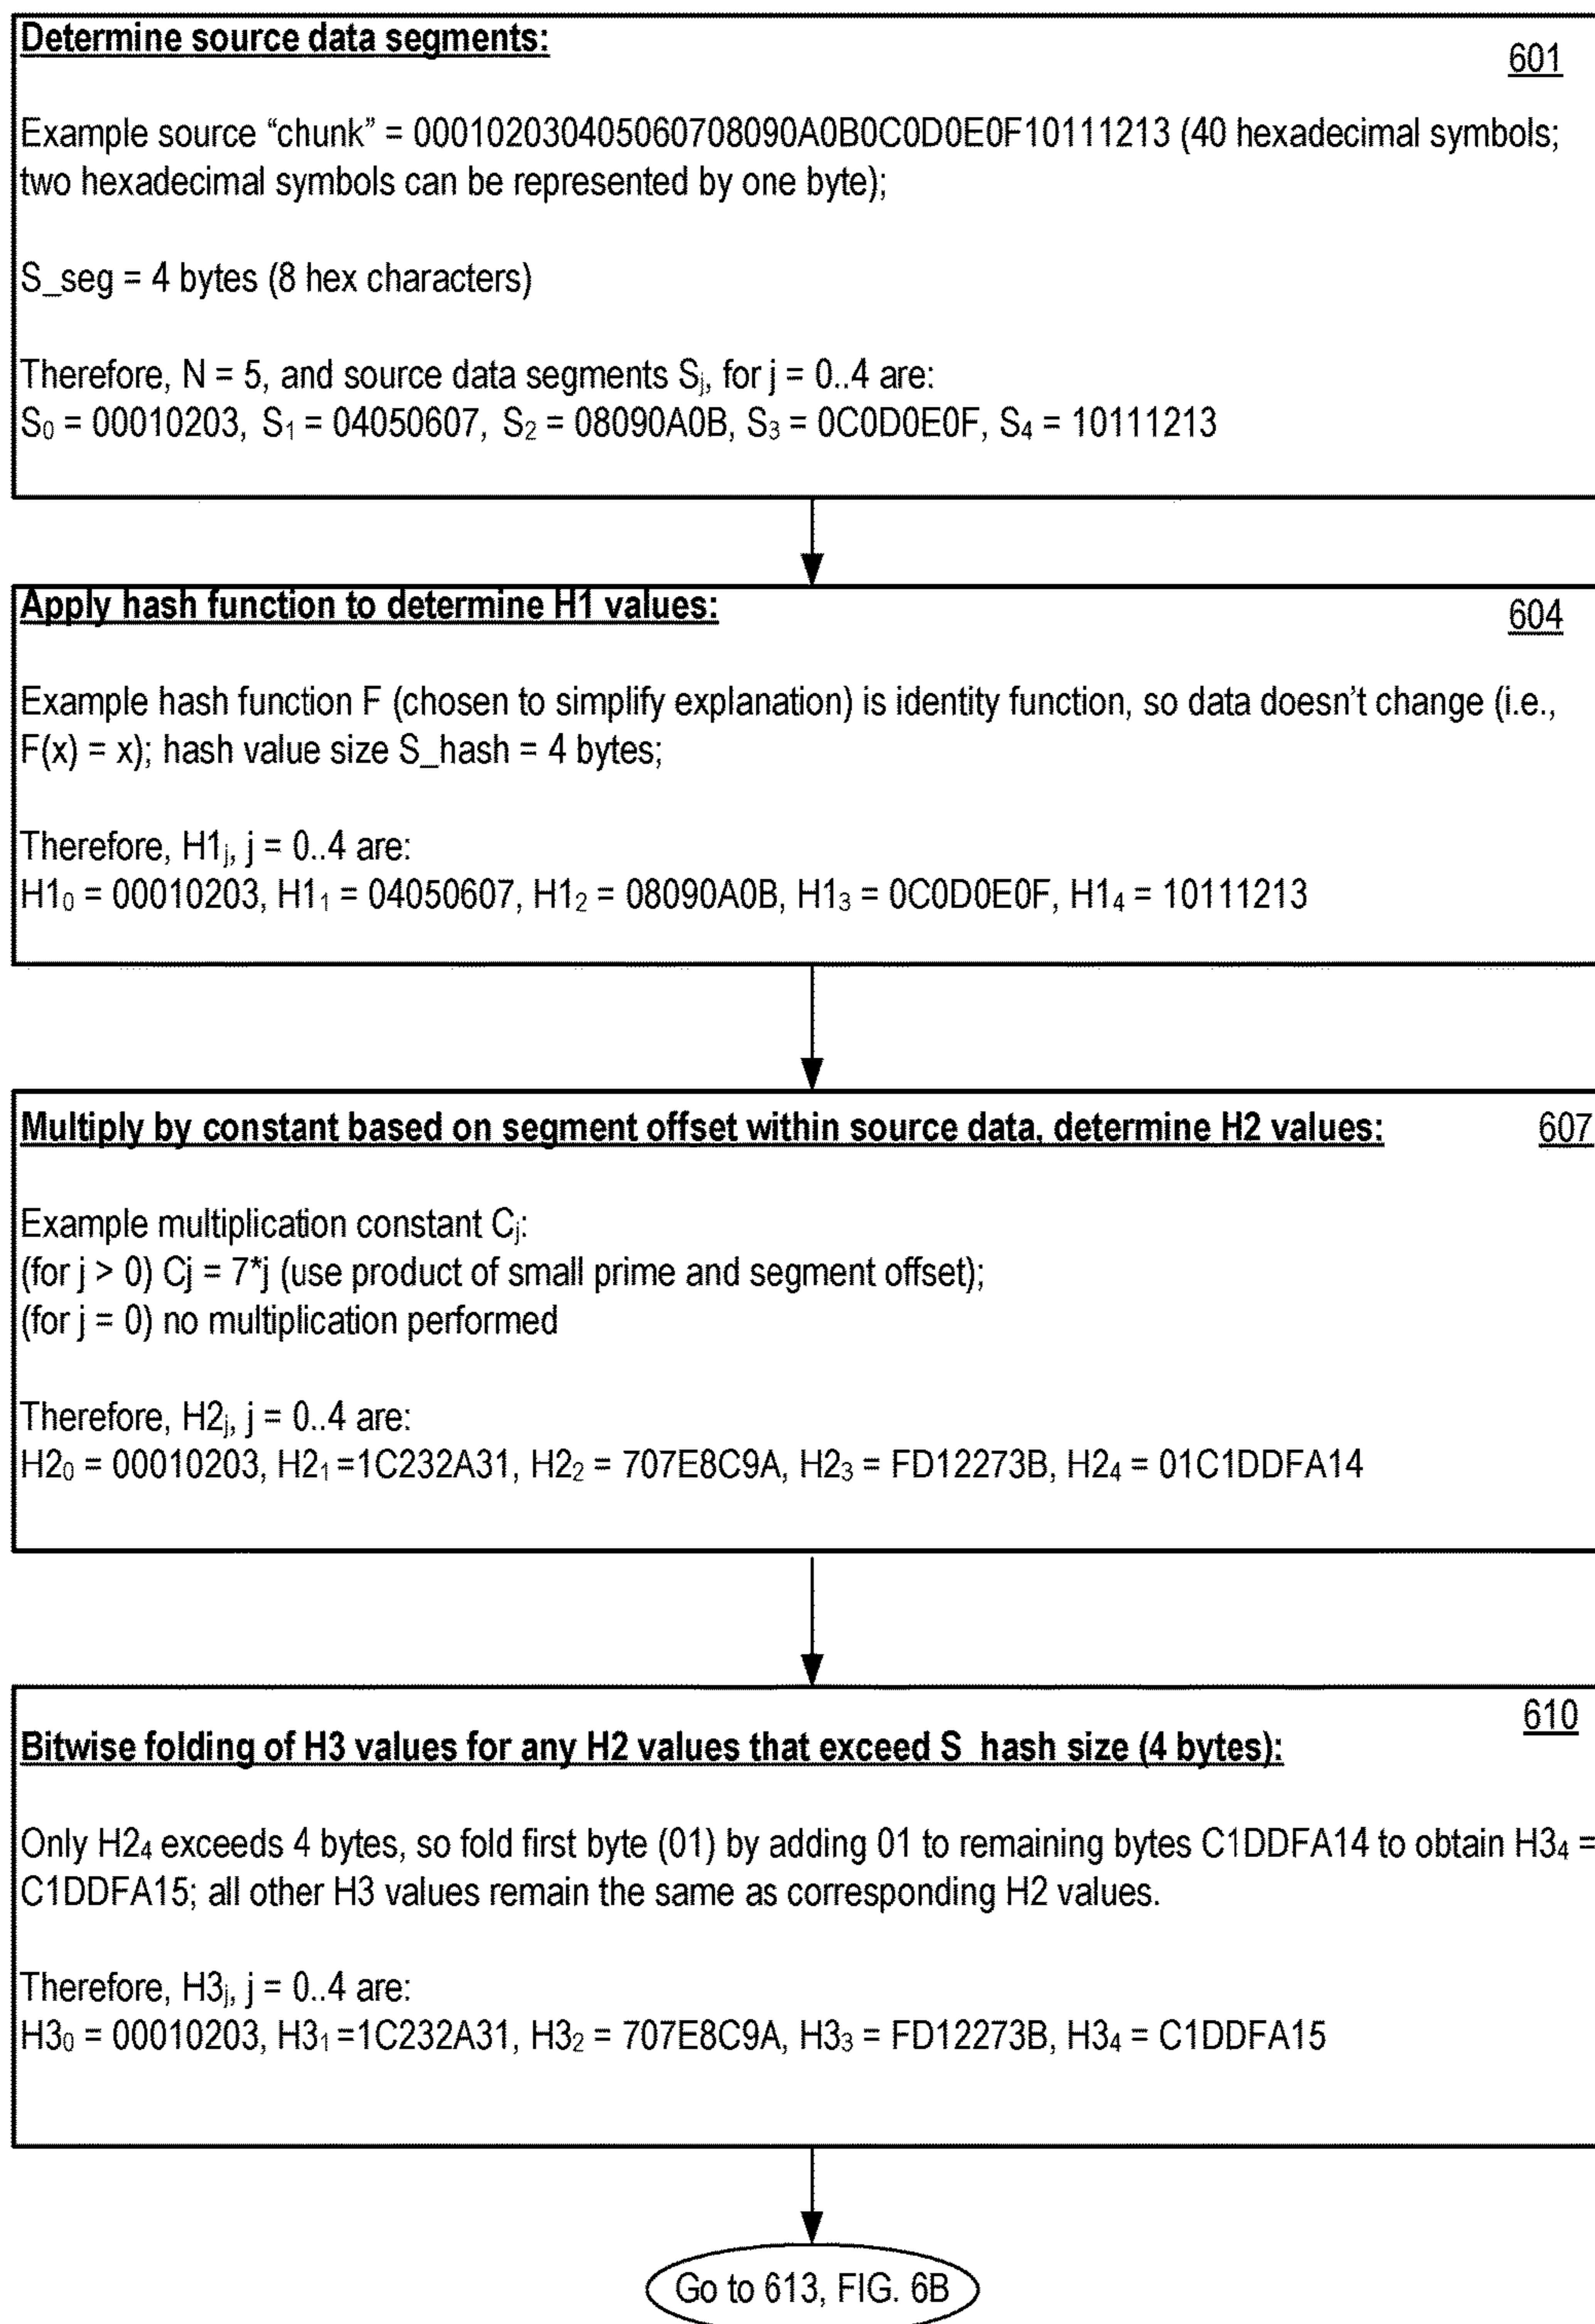 Determine source data segments:
601
Example source “chunk” = 000102030405060708090A0B0C0D0E0F10111213 (40 hexadecimal symbols;
two hexadecimal symbols can be represented by one byte);
S_seg = 4 bytes (8 hex characters)
Therefore, N = 5, and source data segments Sj, for j = 0..4 are:
S0 = 00010203, S1 = 04050607, S2 = 08090A0B, S3 = 0C0D0E0F, S4 = 10111213
Apply hash function to determine H1 values:
604
Example hash function F (chosen to simplify explanation) is identity function, so data doesn’t change (i.e.,
F(x) = x); hash value size S_hash = 4 bytes;
Therefore, H1j, j = 0..4 are:
H10 = 00010203, H11 = 04050607, H12 = 08090A0B, H13 = 0C0D0E0F, H14 = 10111213
Multiply by constant based on segment offset within source data, determine H2 values:
607
Example multiplication constant Cj:
(for j > 0) Cj = 7*j (use product of small prime and segment offset);
(for j = 0) no multiplication performed
Therefore, H2j, j = 0..4 are:
H20 = 00010203, H21 =1C232A31, H22 = 707E8C9A, H23 = FD12273B, H24 = 01C1DDFA14
610
Bitwise folding of H3 values for any H2 values that exceed S_hash size (4 bytes):
Only H24 exceeds 4 bytes, so fold first byte (01) by adding 01 to remaining bytes C1DDFA14 to obtain H34 =
C1DDFA15; all other H3 values remain the same as corresponding H2 values.
Therefore, H3j, j = 0..4 are:
H30 = 00010203, H31 =1C232A31, H32 = 707E8C9A, H33 = FD12273B, H34 = C1DDFA15
Go to 613, FIG. 6B